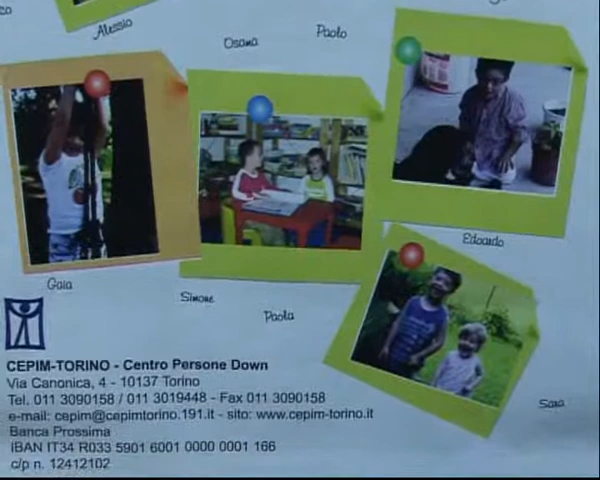 Alessio
Osana
Paolo
Edoardo
Gaia
Simone
Paola
Sara
CEPIM-TORINO - Centro Persone Down
Via Canonica, 4 - 10137 Torino
Tel. 011 3090158 / 011 3019448 - Fax 011 3090158
e-mail: cepim@cepimtorino.191.it - sito: www.cepim-torino.it
Banca Prossima
IBAN IT34 R033 5901 6001 0000 0001 166
c/p n. 12412102